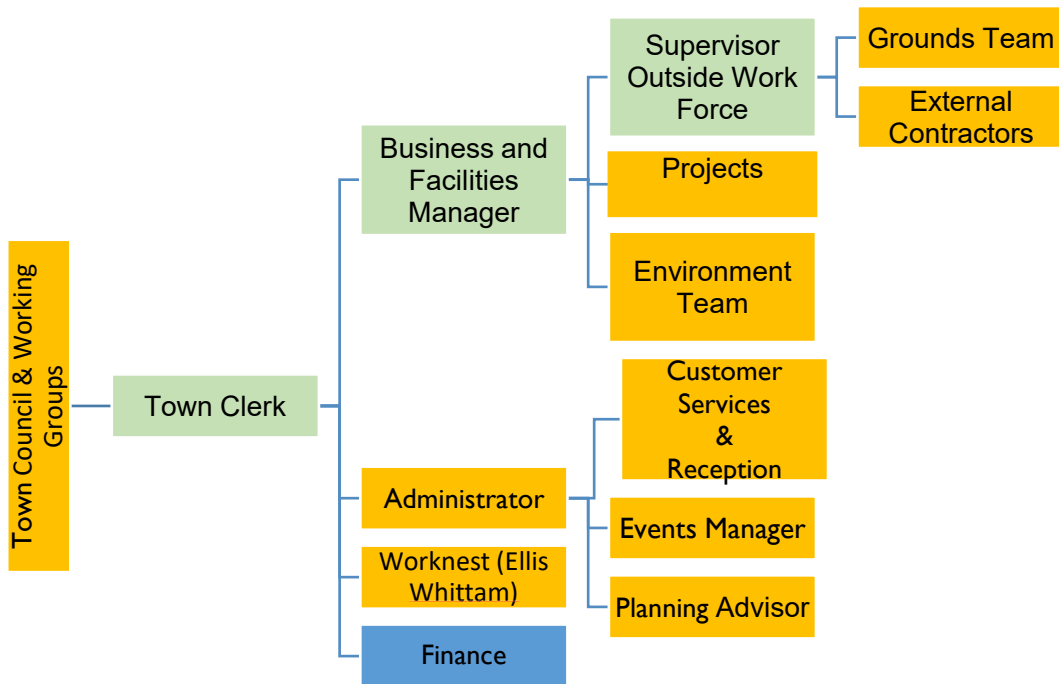 Town Council & Working
Groups
Town Clerk
Business and
Facilities
Manager
Supervisor
Outside Work
Force
Grounds Team
External
Contractors
Projects
Environment
Team
Administrator
Customer
Services
&
Reception
Events Manager
Planning Advisor
Worknest (Ellis
Whittam)
Finance